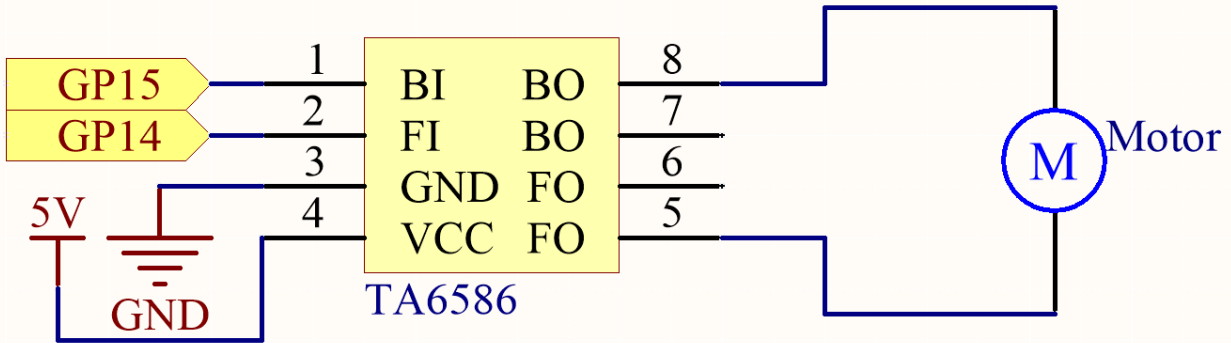 GP15
1
BI
BO
8
GP14
2
FI
BO
7
3
GND
FO
6
5V
4
VCC
FO
5
GND
TA6586
M
Motor